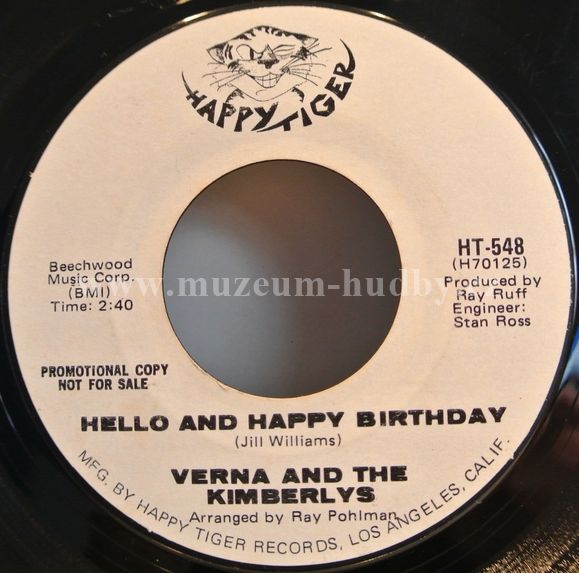 HAPPY TIGER
Beechwood
Music Corp.
(BMI)
Time: 2:40
HT-548
(H70125)
Produced by
Ray Ruff
Engineer:
Stan Ross
www.muzeum-hudby
PROMOTIONAL COPY
NOT FOR SALE
HELLO AND HAPPY BIRTHDAY
(Jill Williams)
VERNA AND THE
KIMBERLYS
Arranged by Ray Pohlman
MFG. BY HAPPY TIGER RECORDS, LOS ANGELES, CALIF.